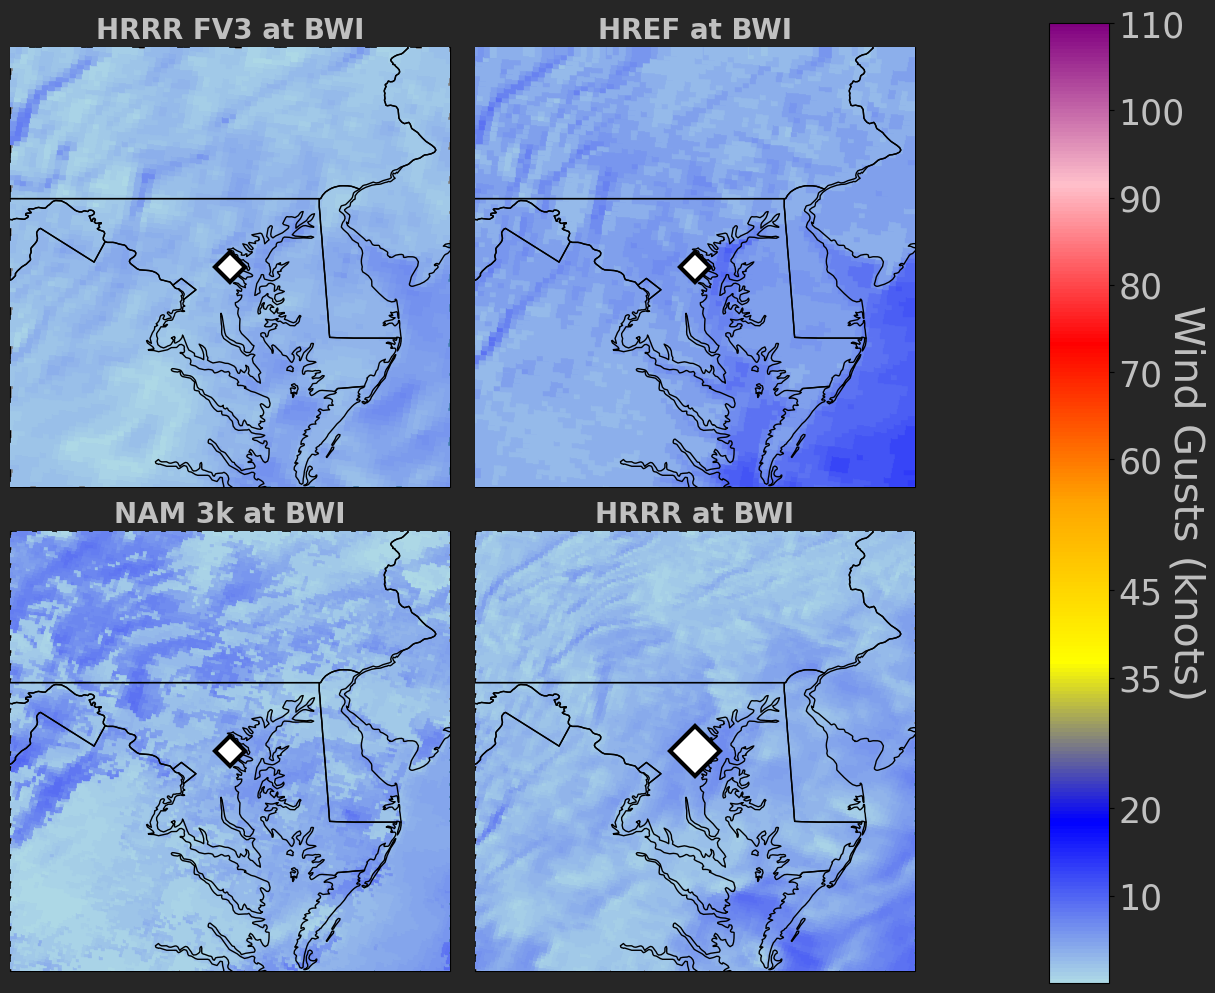 HRRR FV3 at BWI
HREF at BWI
NAM 3k at BWI
HRRR at BWI
110
100
90
80
70
60
45
35
20
10
Wind Gusts (knots)